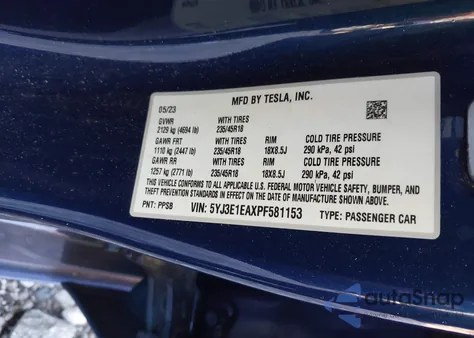 MFD BY TESLA, INC.
05/23
GVWR WITH TIRES
2129 kg (4694 lb) 235/45R18
GAWR FRT WITH TIRES RIM COLD TIRE PRESSURE
1110 kg (2447 lb) 235/45R18 18X8.5J 290 kPa, 42 psi
GAWR RR WITH TIRES RIM COLD TIRE PRESSURE
1257 kg (2771 lb) 235/45R18 18X8.5J 290 kPa, 42 psi
THIS VEHICLE CONFORMS TO ALL APPLICABLE U.S. FEDERAL MOTOR VEHICLE SAFETY, BUMPER, AND
THEFT PREVENTION STANDARDS IN EFFECT ON THE DATE OF MANUFACTURE SHOWN ABOVE.
PNT: PPSB VIN: 5YJ3E1EAXPF581153 TYPE: PASSENGER CAR
autoSnap